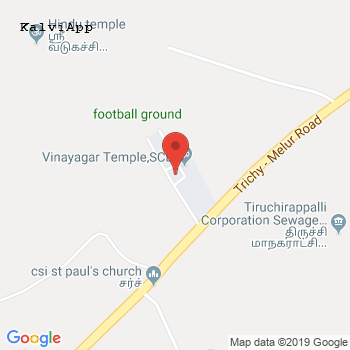 Hindu temple
KalviApp
ஸ்ரீ
வடுகச்சி...
football ground
Vinayagar Temple,SC
Trichy - Melur Road
Tiruchirappalli
Corporation Sewage...
திருச்சி
மாநகராட்சி...
csi st paul's church
சர்ச்
Google
Map data ©2019 Google